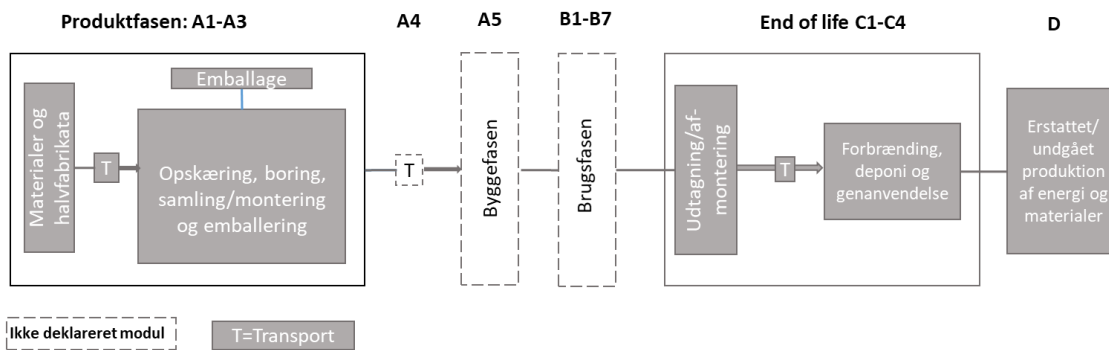 Produktfasen: A1-A3
A4
A5
B1-B7
End of life C1-C4
D
Materialer og
halvfabrikata
T
Emballage
Opskæring, boring,
samling/montering
og emballering
T
Byggefasen
Brugsfasen
Udtagning/af-
montering
T
Forbrænding,
deponi og
genanvendelse
Erstattet/
undgået
produktion
af energi og
materialer
Ikke deklareret modul
T=Transport